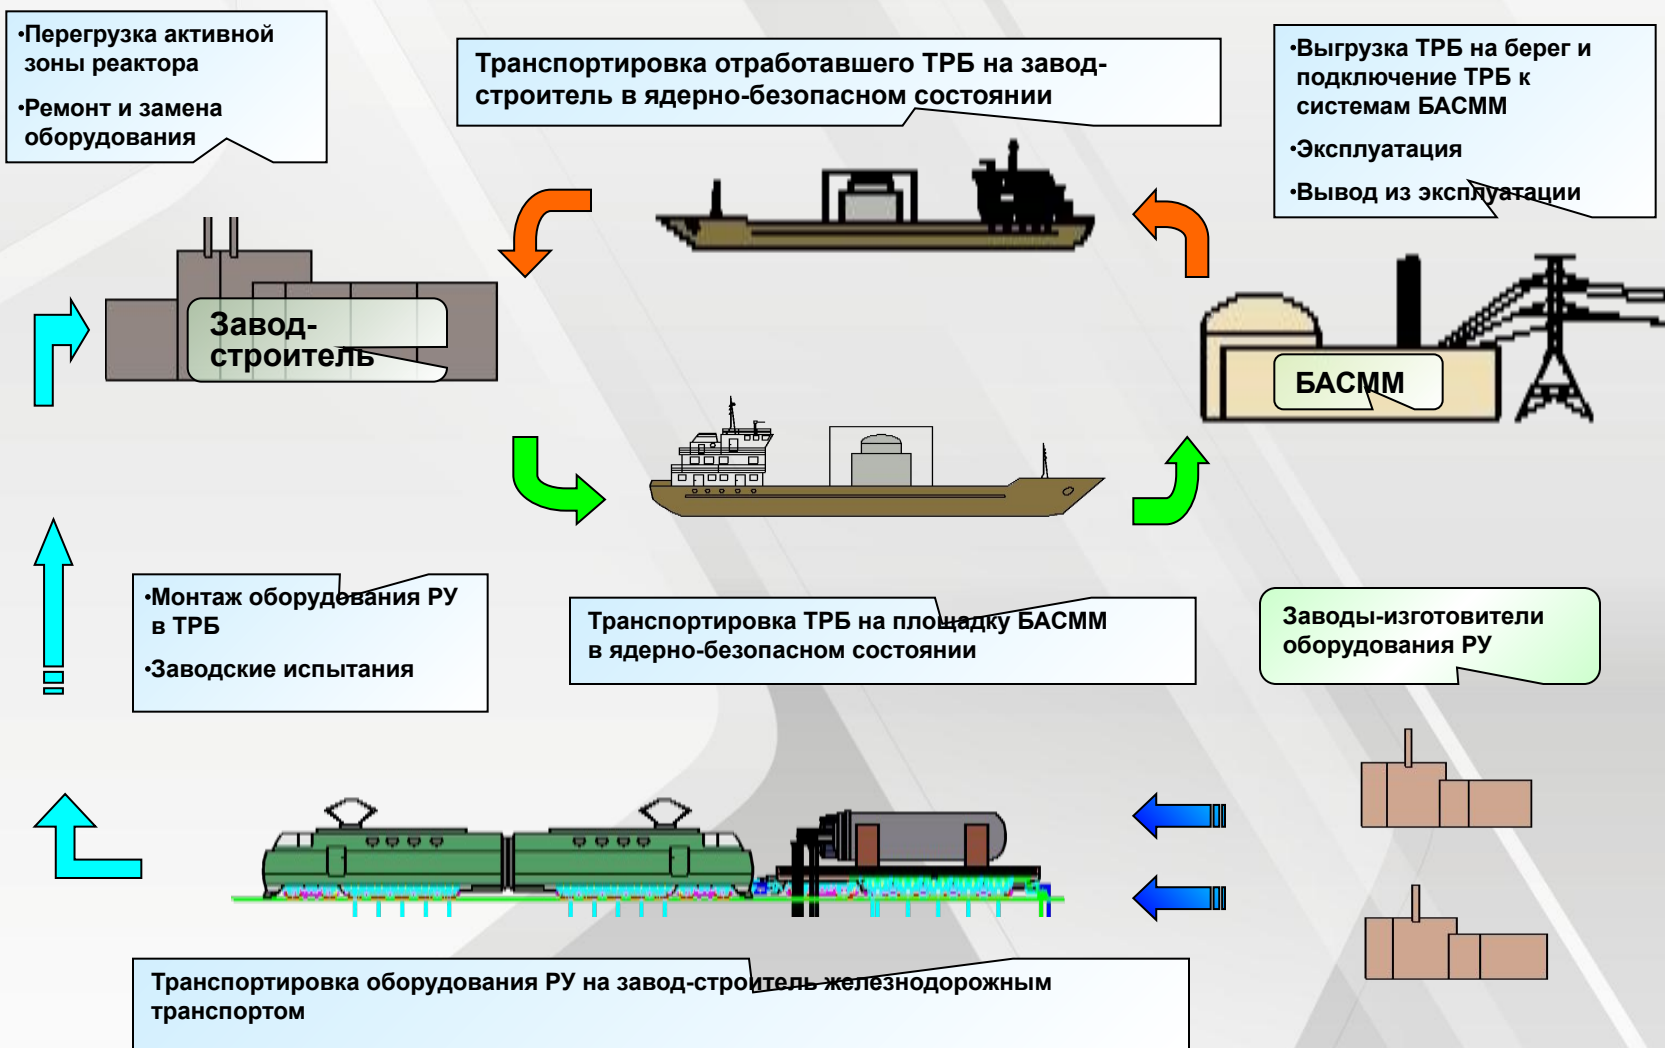 •Перегрузка активной
зоны реактора
•Ремонт и замена
оборудования
Транспортировка отработавшего ТРБ на завод-
строитель в ядерно-безопасном состоянии
•Выгрузка ТРБ на берег и
подключение ТРБ к
системам БАСММ
•Эксплуатация
•Вывод из эксплуатации
Завод-
строитель
БАСММ
•Монтаж оборудования РУ
в ТРБ
•Заводские испытания
Транспортировка ТРБ на площадку БАСММ
в ядерно-безопасном состоянии
Заводы-изготовители
оборудования РУ
Транспортировка оборудования РУ на завод-строитель железнодорожным
транспортом